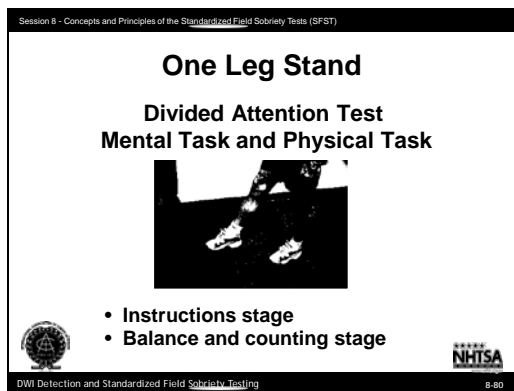 Session 8 - Concepts and Principles of the Standardized Field Sobriety Tests (SFST)
One Leg Stand
Divided Attention Test
Mental Task and Physical Task
• Instructions stage
• Balance and counting stage
NHTSA
DWI Detection and Standardized Field Sobriety Testing
8-80